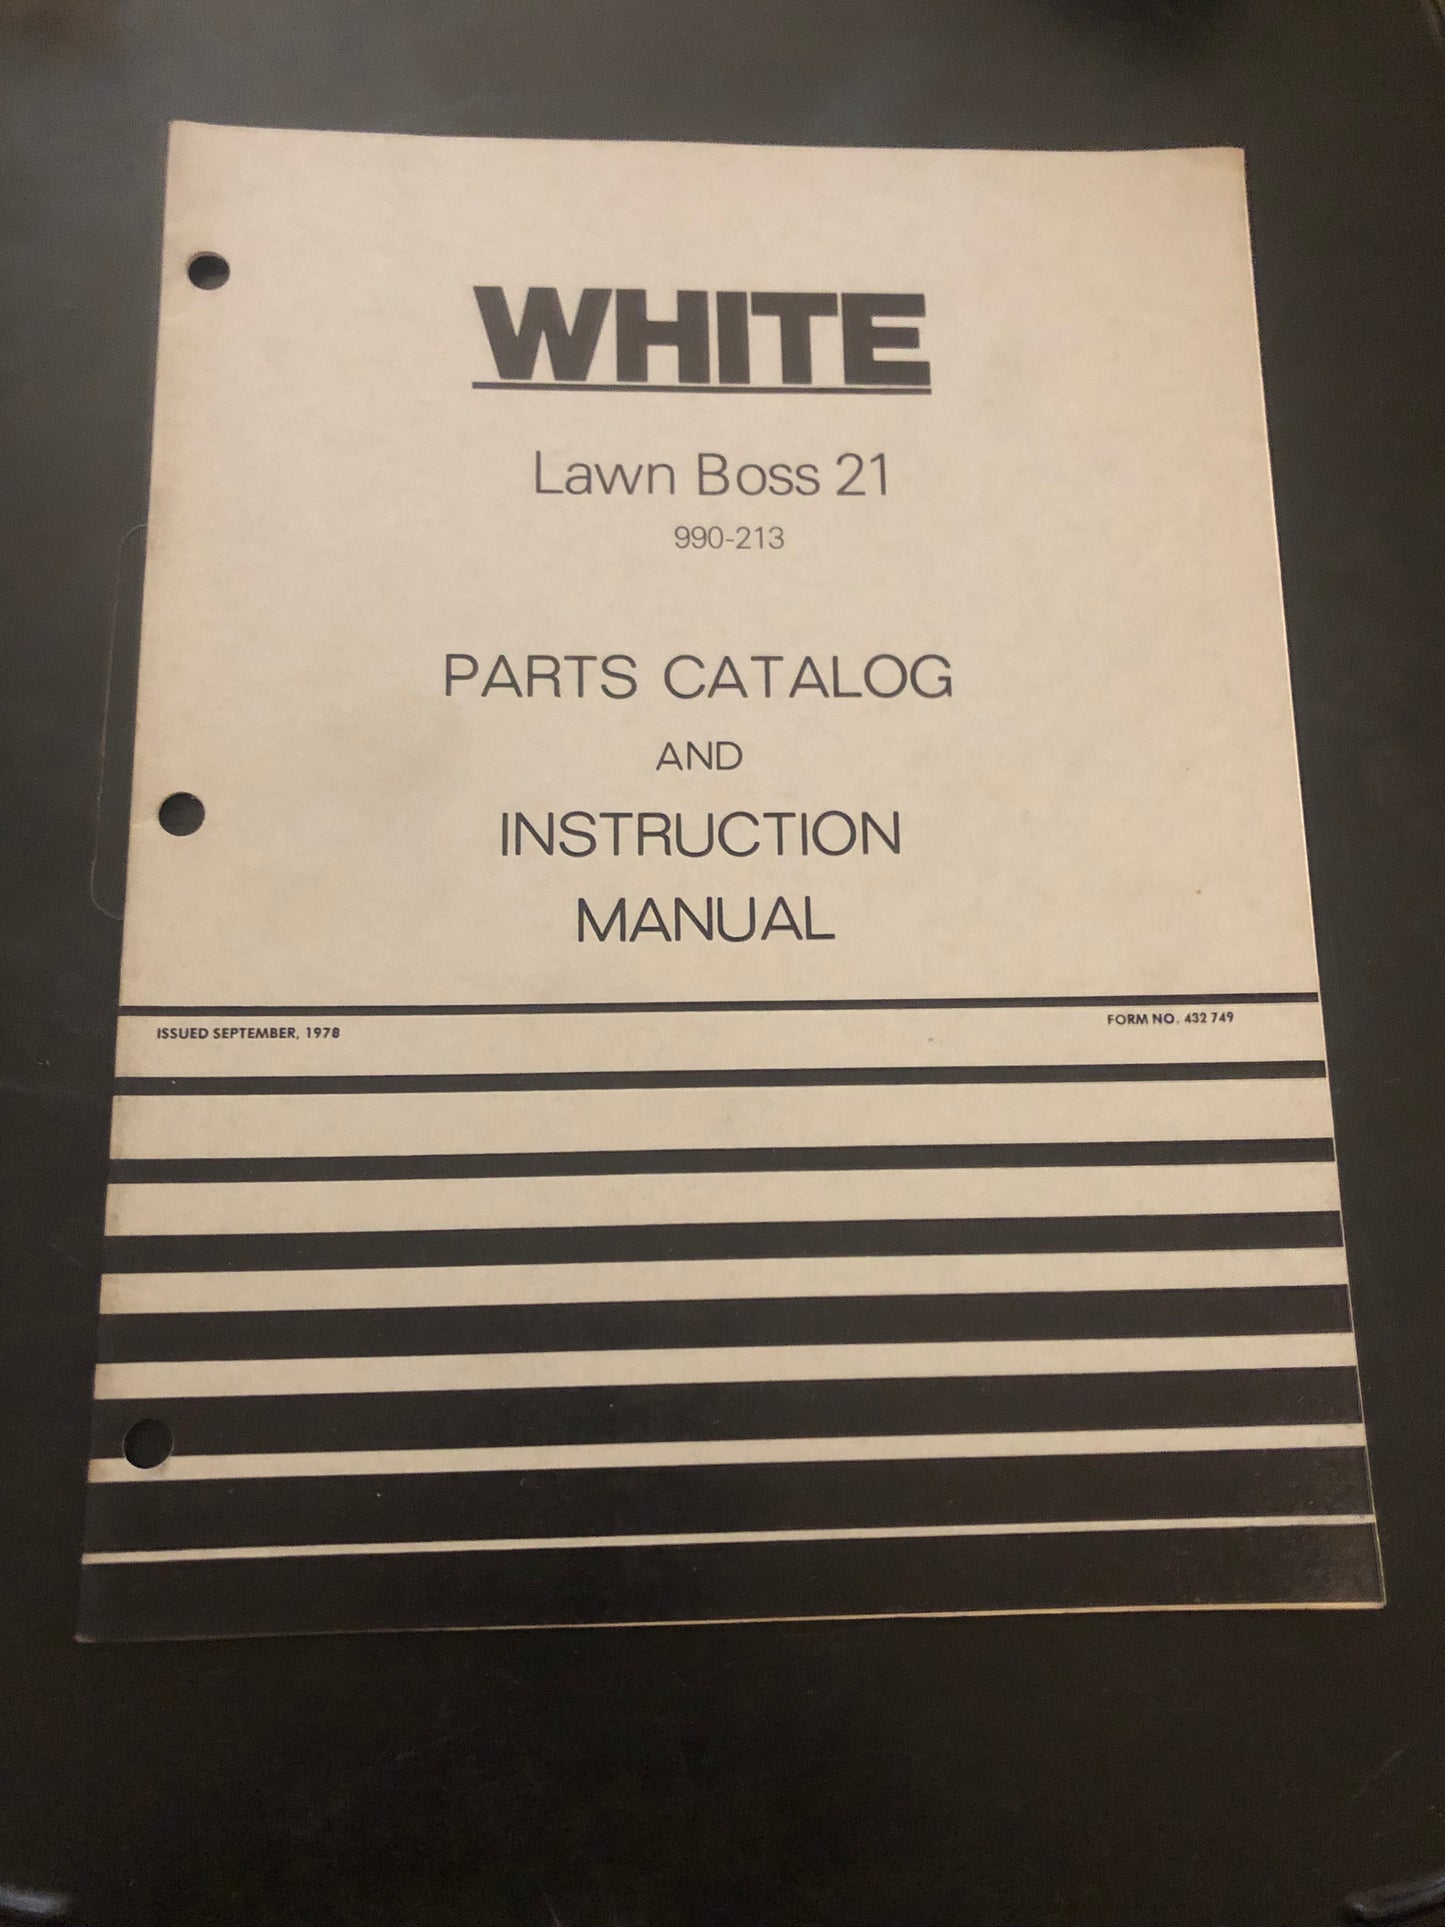 WHITE
Lawn Boss 21
990-213
PARTS CATALOG
AND
INSTRUCTION
MANUAL
ISSUED SEPTEMBER, 1978
FORM NO. 432 749